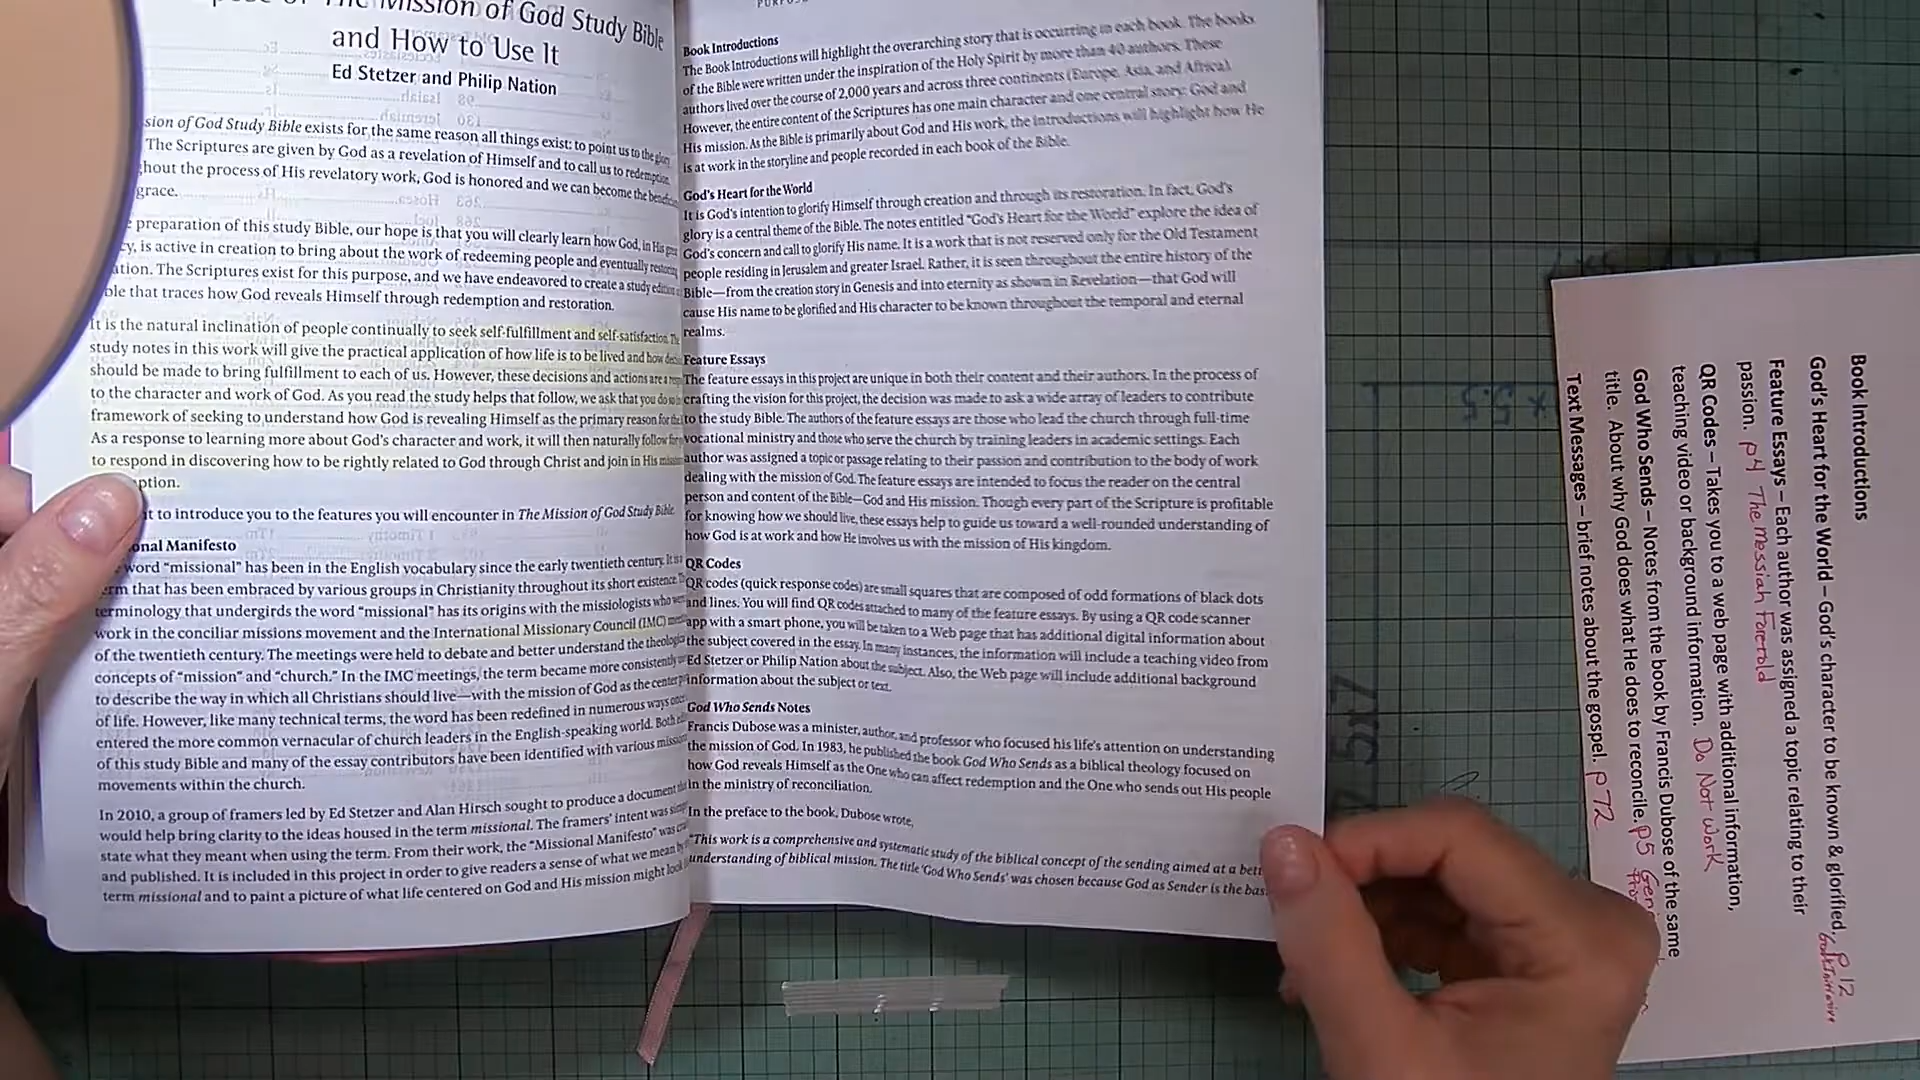 The Mission of God Study Bible
and How to Use It
Ed Stetzer and Philip Nation
sion of God Study Bible exists for the same reason all things exist: to point us to the glory
The Scriptures are given by God as a revelation of Himself and to call us to redemption.
hout the process of His revelatory work, God is honored and we can become the
grace.
preparation of this study Bible, our hope is that you will clearly learn how God, in His
is active in creation to bring about the work of redeeming people and eventually
ation. The Scriptures exist for this purpose, and we have endeavored to create a study
ble that traces how God reveals Himself through redemption and restoration.
It is the natural inclination of people continually to seek self-fulfillment and self-satisfaction. The
study notes in this work will give the practical application of how life is to be lived and how
should be made to bring fulfillment to each of us. However, these decisions and actions are a
to the character and work of God. As you read the study helps that follow, we ask that you do so
framework of seeking to understand how God is revealing Himself as the primary reason for
As a response to learning more about God's character and work, it will then naturally follow for
to respond in discovering how to be rightly related to God through Christ and join in His
ption.
t to introduce you to the features you will encounter in The Mission of God Study Bible.
onal Manifesto
word "missional" has been in the English vocabulary since the early twentieth century. It is a
erm that has been embraced by various groups in Christianity throughout its short existence.
terminology that undergirds the word "missional" has its origins with the missiologists who
work in the conciliar missions movement and the International Missionary Council (IMC)
of the twentieth century. The meetings were held to debate and better understand the
concepts of "mission" and "church." In the IMC meetings, the term became more consistently
to describe the way in which all Christians should live—with the mission of God as the center
of life. However, like many technical terms, the word has been redefined in numerous ways
entered the more common vernacular of church leaders in the English-speaking world. Both
of this study Bible and many of the essay contributors have been identified with various
movements within the church.
In 2010, a group of framers led by Ed Stetzer and Alan Hirsch sought to produce a document
would help bring clarity to the ideas housed in the term missional. The framers' intent was
state what they meant when using the term. From their work, the "Missional Manifesto" was
and published. It is included in this project in order to give readers a sense of what we mean by
term missional and to paint a picture of what life centered on God and His mission might look
Book Introductions
The Book Introductions will highlight the overarching story that is occurring in each book. The books
of the Bible were written under the inspiration of the Holy Spirit by more than 40 authors. These
authors lived over the course of 2,000 years and across three continents (Europe, Asia, and Africa).
However, the entire content of the Scriptures has one main character and one central story: God and
His mission. As the Bible is primarily about God and His work, the introductions will highlight how He
is at work in the storyline and people recorded in each book of the Bible.
God's Heart for the World
It is God's intention to glorify Himself through creation and through its restoration. In fact, God's
glory is a central theme of the Bible. The notes entitled "God's Heart for the World" explore the idea of
God's concern and call to glorify His name. It is a work that is not reserved only for the Old Testament
people residing in Jerusalem and greater Israel. Rather, it is seen throughout the entire history of the
Bible—from the creation story in Genesis and into eternity as shown in Revelation—that God will
cause His name to be glorified and His character to be known throughout the temporal and eternal
realms.
Feature Essays
The feature essays in this project are unique in both their content and their authors. In the process of
crafting the vision for this project, the decision was made to ask a wide array of leaders to contribute
to the study Bible. The authors of the feature essays are those who lead the church through full-time
vocational ministry and those who serve the church by training leaders in academic settings. Each
author was assigned a topic or passage relating to their passion and contribution to the body of work
dealing with the mission of God. The feature essays are intended to focus the reader on the central
person and content of the Bible—God and His mission. Though every part of the Scripture is profitable
for knowing how we should live, these essays help to guide us toward a well-rounded understanding of
how God is at work and how He involves us with the mission of His kingdom.
QR Codes
QR codes (quick response codes) are small squares that are composed of odd formations of black dots
and lines. You will find QR codes attached to many of the feature essays. By using a QR code scanner
app with a smart phone, you will be taken to a Web page that has additional digital information about
the subject covered in the essay. In many instances, the information will include a teaching video from
Ed Stetzer or Philip Nation about the subject. Also, the Web page will include additional background
information about the subject or text.
God Who Sends Notes
Francis Dubose was a minister, author, and professor who focused his life's attention on understanding
the mission of God. In 1983, he published the book God Who Sends as a biblical theology focused on
how God reveals Himself as the One who can affect redemption and the One who sends out His people
in the ministry of reconciliation.
In the preface to the book, Dubose wrote,
"This work is a comprehensive and systematic study of the biblical concept of the sending aimed at a
understanding of biblical mission. The title 'God Who Sends' was chosen because God as Sender is the
Book Introductions
God's Heart for the World – God's character to be known & glorified. P 12
Feature Essays – Each author was assigned a topic relating to their
passion. p4 The Messiah Foretold
QR Codes – Takes you to a web page with additional information,
teaching video or background information. Do Not Work
God Who Sends – Notes from the book by Francis Dubose of the same
title. About why God does what He does to reconcile. p5
Text Messages – brief notes about the gospel. p72